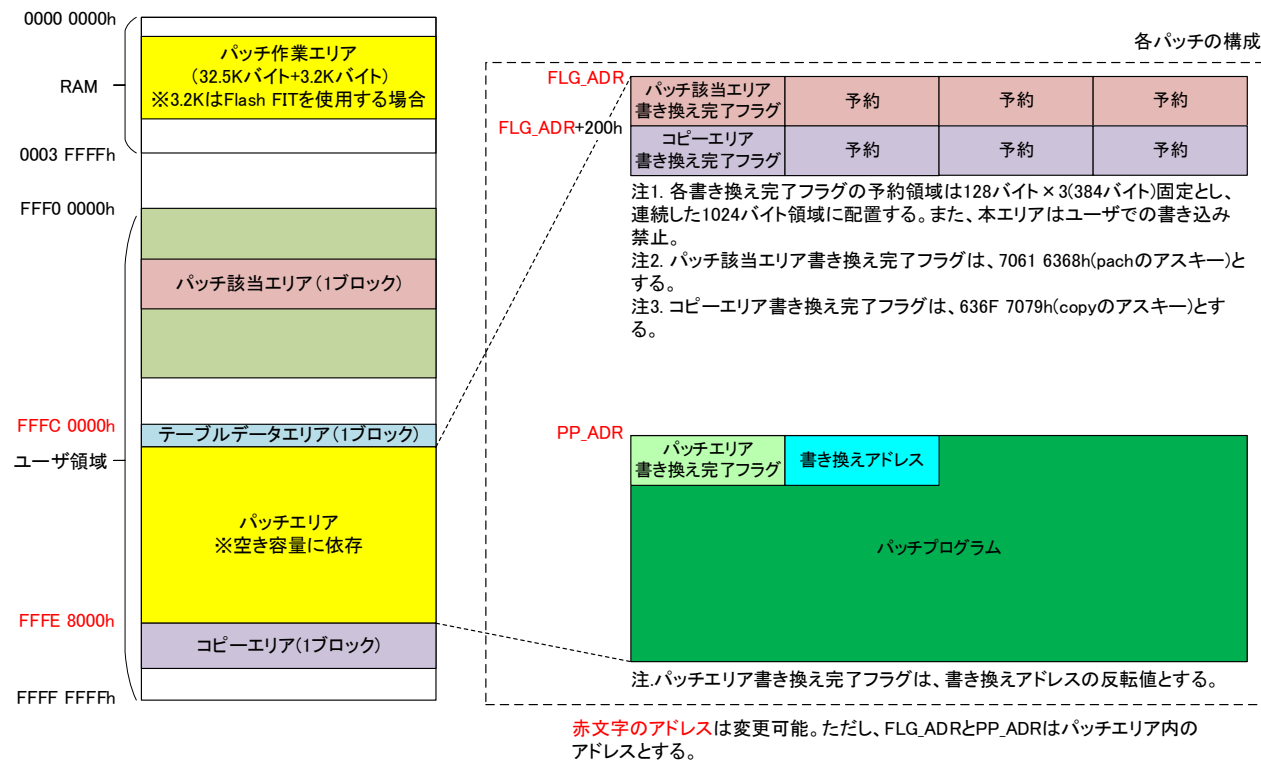 0000 0000h
RAM
0003 FFFFh
FFF0 0000h
FFFC 0000h
ユーザ領域
FFFE 8000h
FFFF FFFFh
パッチ作業エリア
(32.5Kバイト+3.2Kバイト)
※3.2KはFlash FITを使用する場合
パッチ該当エリア(1ブロック)
テーブルデータエリア(1ブロック)
パッチエリア
※空き容量に依存
コピーエリア(1ブロック)
各パッチの構成
FLG_ADR
パッチ該当エリア
書き換え完了フラグ
予約
予約
予約
FLG_ADR+200h
コピーエリア
書き換え完了フラグ
予約
予約
予約
注1. 各書き換え完了フラグの予約領域は128バイト×3(384バイト)固定とし、
連続した1024バイト領域に配置する。また、本エリアはユーザでの書き込み
禁止。
注2. パッチ該当エリア書き換え完了フラグは、7061 6368h(pachのアスキー)と
する。
注3. コピーエリア書き換え完了フラグは、636F 7079h(copyのアスキー)とす
る。
PP_ADR
パッチエリア
書き換え完了フラグ
書き換えアドレス
パッチプログラム
注.パッチエリア書き換え完了フラグは、書き換えアドレスの反転値とする。
赤文字のアドレスは変更可能。ただし、FLG_ADRとPP_ADRはパッチエリア内の
アドレスとする。